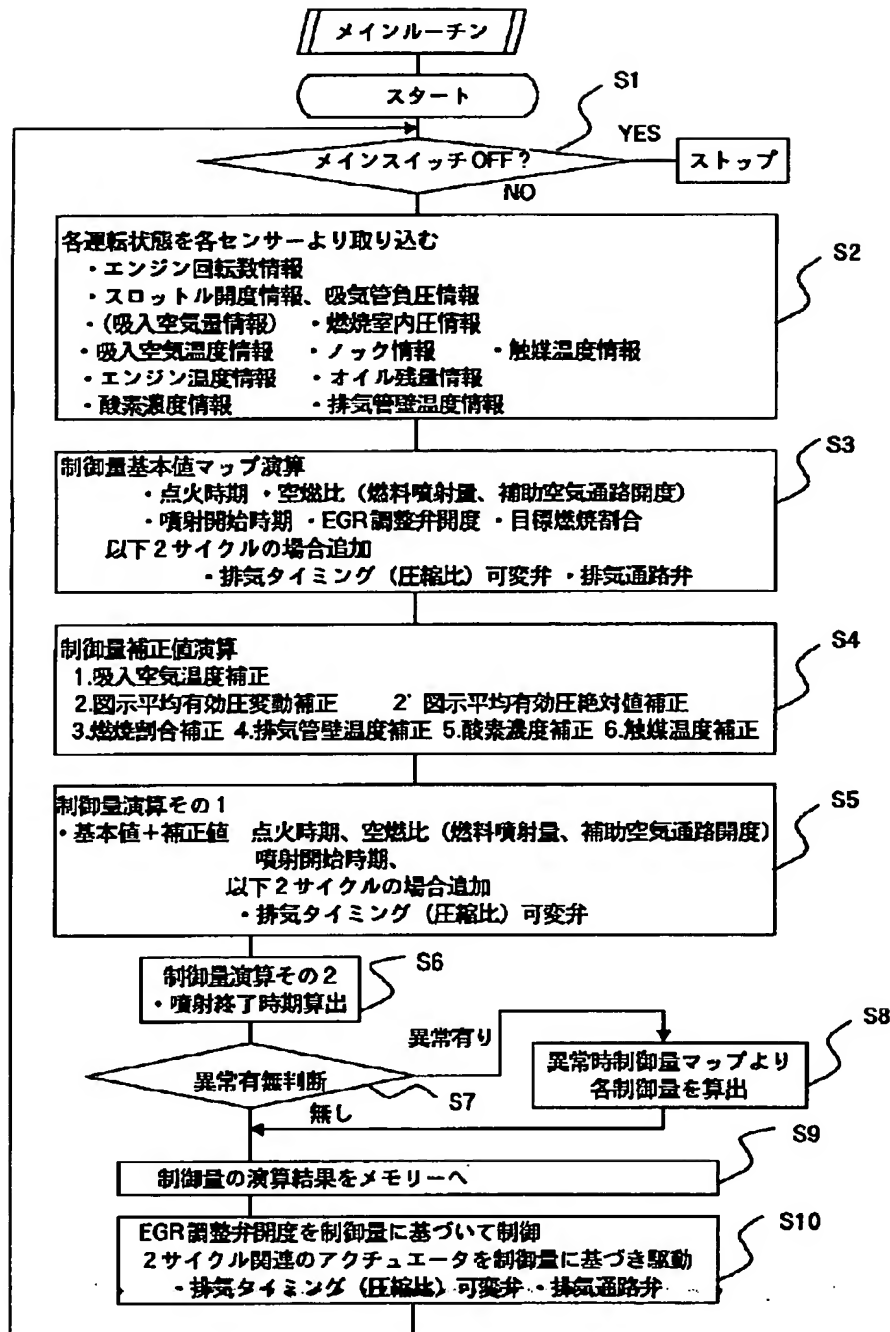 メインルーチン
スタート
S1
メインスイッチOFF?
YES
ストップ
NO
S2
各運転状態を各センサーより取り込む
・エンジン回転数情報
・スロットル開度情報、吸気管負圧情報
・(吸入空気量情報) ・燃焼室内圧情報
・吸入空気温度情報 ・ノック情報 ・触媒温度情報
・エンジン温度情報 ・オイル残量情報
・酸素濃度情報 ・排気管壁温度情報
S3
制御量基本値マップ演算
・点火時期 ・空燃比(燃料噴射量、補助空気通路開度)
・噴射開始時期 ・EGR調整弁開度 ・目標燃焼割合
以下2サイクルの場合追加
・排気タイミング(圧縮比)可変弁 ・排気通路弁
S4
制御量補正値演算
1.吸入空気温度補正
2.図示平均有効圧変動補正 2' 図示平均有効圧絶対値補正
3.燃焼割合補正 4.排気管壁温度補正 5.酸素濃度補正 6.触媒温度補正
S5
制御量演算その1
・基本値+補正値 点火時期、空燃比(燃料噴射量、補助空気通路開度)
噴射開始時期、
以下2サイクルの場合追加
・排気タイミング(圧縮比)可変弁
S6
制御量演算その2
・噴射終了時期算出
異常有り
S8
異常時制御量マップより
各制御量を算出
異常有無判断
S7
無し
S9
制御量の演算結果をメモリーへ
S10
EGR調整弁開度を制御量に基づいて制御
2サイクル関連のアクチュエータを制御量に基づき駆動
・排気タイミング(圧縮比)可変弁 ・排気通路弁